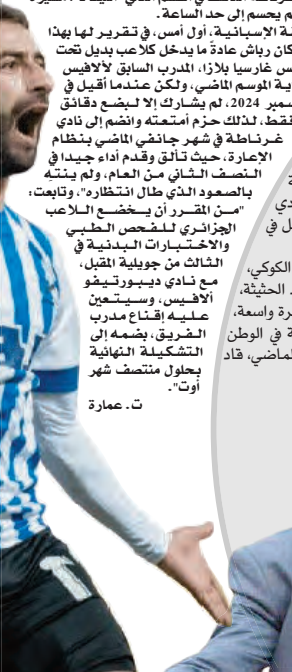 لم يحسم إلى حد الساعة.
الإسبانية، أول أمس، في تقرير لها بهذا
كان رباش عادة ما يدخل كلاعب بديل تحت
غارسيا بلازا، المدرب السابق لألافيس
الموسم الماضي، ولكن عندما أقيل في
2024، لم يشارك إلا لبضع دقائق
فقط، لذلك حزم أمتعته وانضم إلى نادي
غرناطة في شهر جانفي الماضي بنظام
الإعارة، حيث تألق وقدم أداء جيدا في
النصف الثاني من العام، ولم ينته
بالصعود الذي طال انتظاره"، وتابعت:
"من المقرر أن يخضع اللاعب
الجزائري للفحص الطبي
والاختبارات البدنية في
الثالث من جويلية المقبل،
مع نادي ديبورتيفو
ألافيس، وسيتعين
عليه إقناع مدرب
الفريق، بضمه إلى
التشكيلة النهائية
بحلول منتصف شهر
أوت".
ت. عمارة
ل في
الكوكي،
الحثيثة،
واسعة،
ة في الوطن
لماضي، قاد